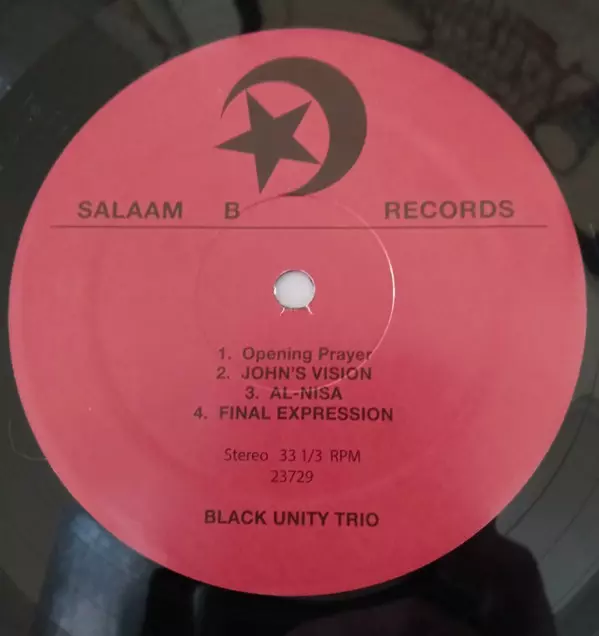 SALAAM B RECORDS
1. Opening Prayer
2. JOHN'S VISION
3. AL-NISA
4. FINAL EXPRESSION
Stereo 33 1/3 RPM
23729
BLACK UNITY TRIO